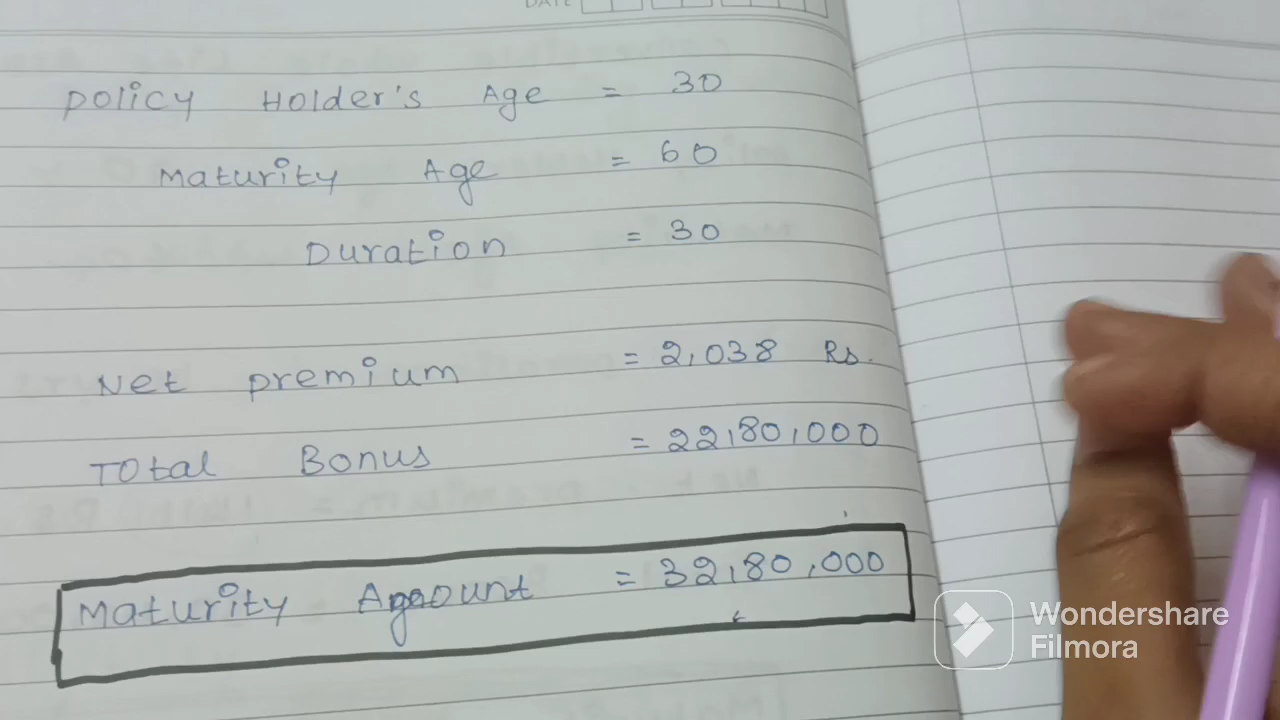 DATE
Policy Holder's Age = 30
Maturity Age = 60
Duration = 30
Net premium = 2,038 Rs.
Total Bonus = 22,80,000
Maturity Amount = 32,80,000
Wondershare
Filmora